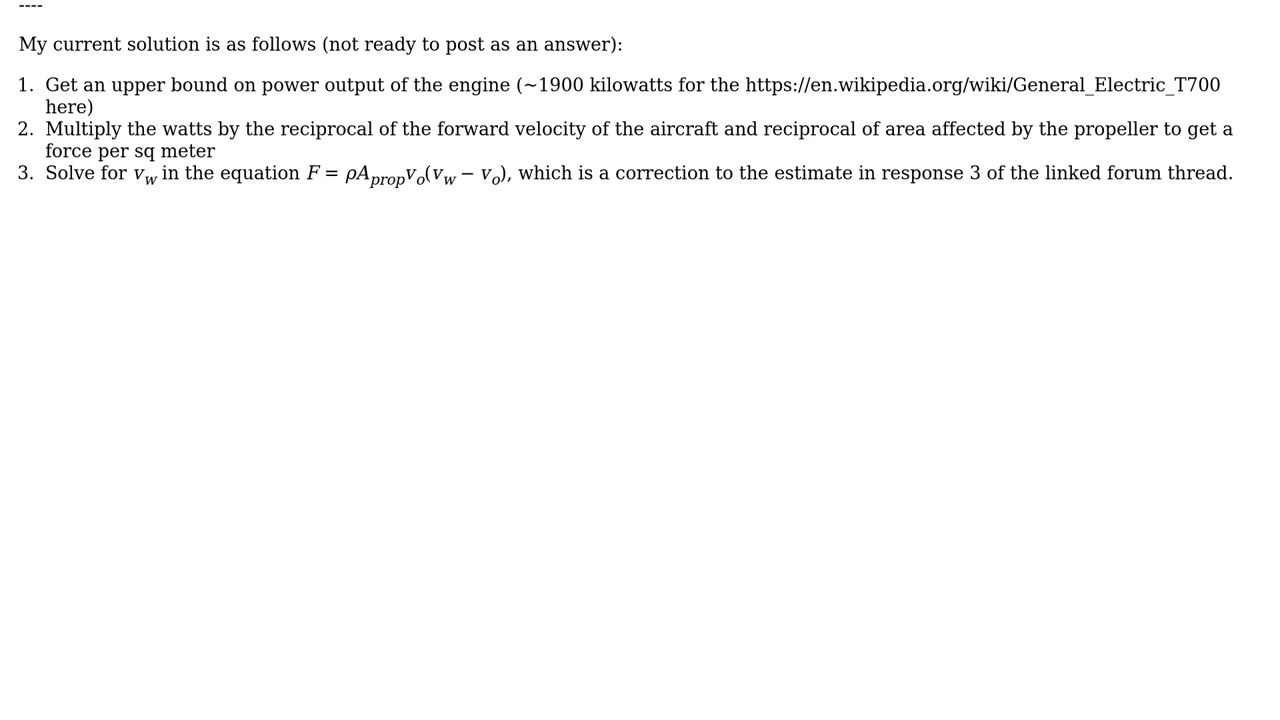 ----
My current solution is as follows (not ready to post as an answer):
1. Get an upper bound on power output of the engine (~1900 kilowatts for the https://en.wikipedia.org/wiki/General_Electric_T700
here)
2. Multiply the watts by the reciprocal of the forward velocity of the aircraft and reciprocal of area affected by the propeller to get a
force per sq meter
3. Solve for v_w in the equation F = ρA_{prop}v_o(v_w − v_o), which is a correction to the estimate in response 3 of the linked forum thread.